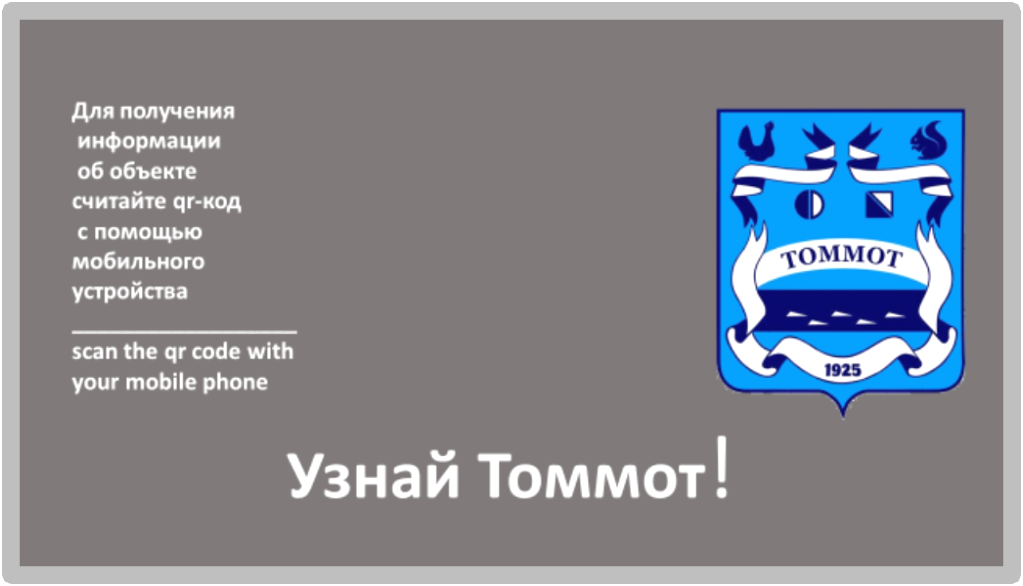 Для получения
информации
об объекте
считайте qr-код
с помощью
мобильного
устройства
scan the qr code with
your mobile phone
ТОММОТ
1925
Узнай Томмот!